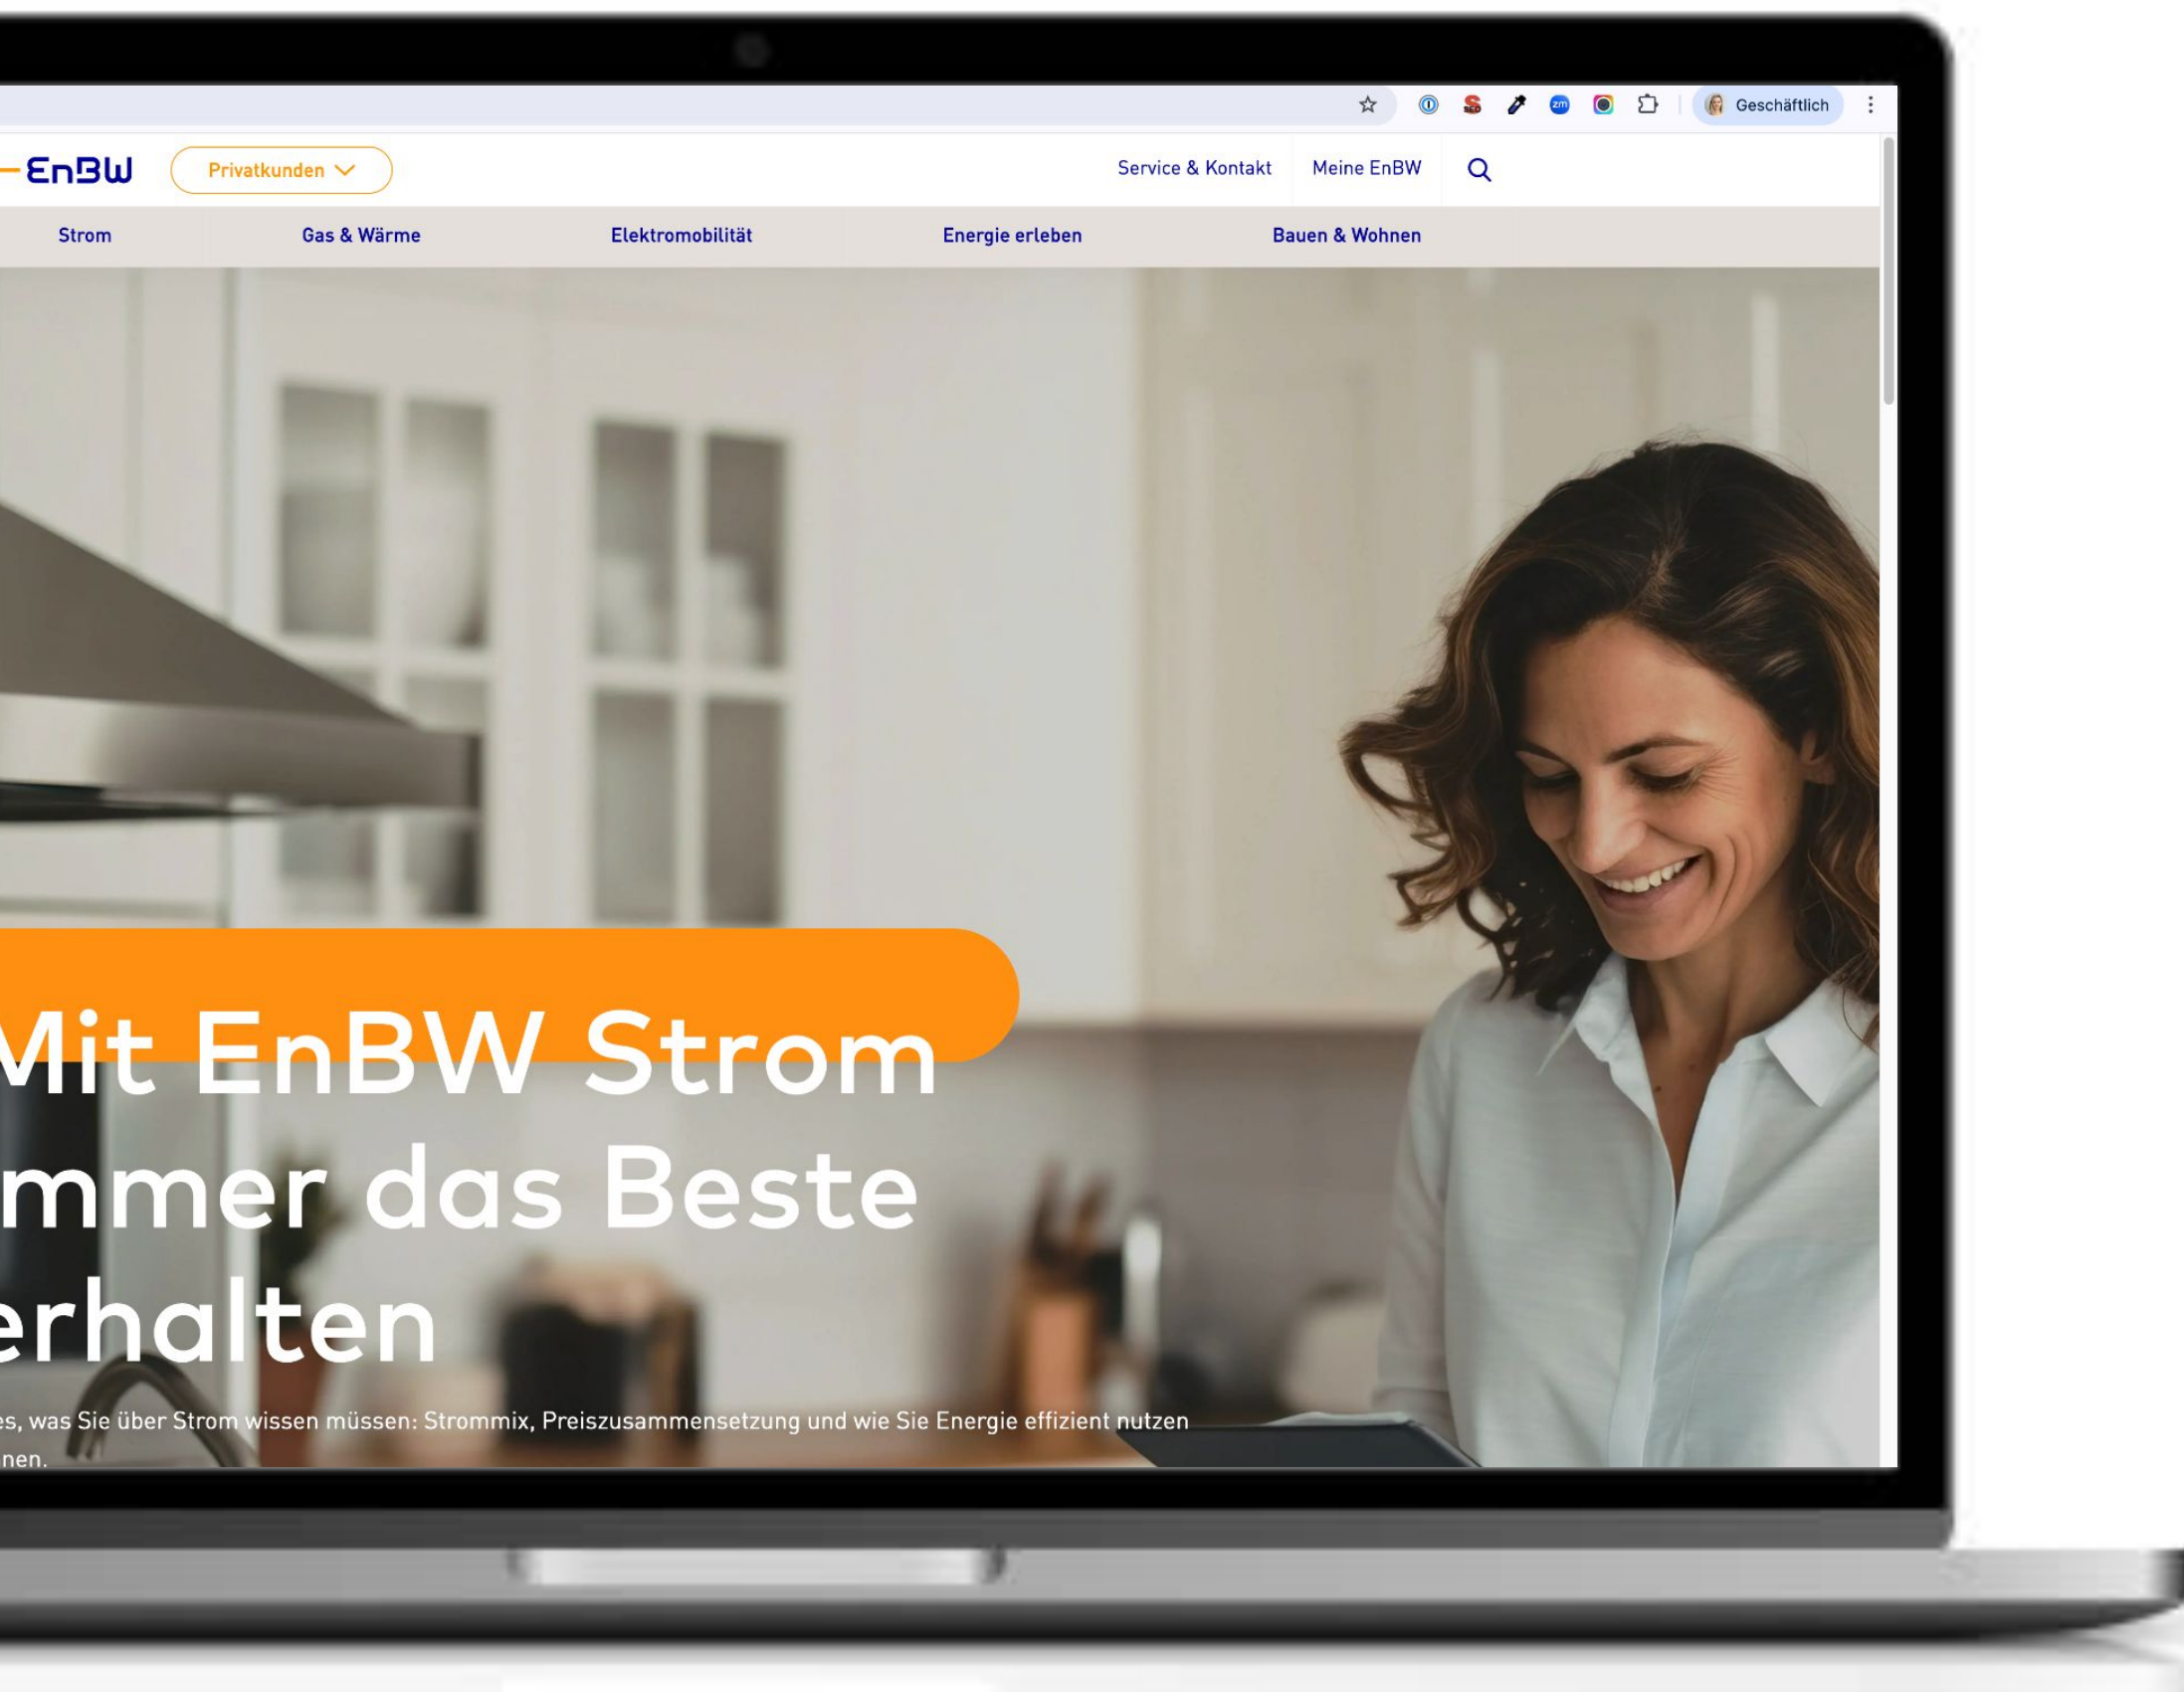 Geschäftlich
EnBW
Privatkunden
Service & Kontakt
Meine EnBW
Strom
Gas & Wärme
Elektromobilität
Energie erleben
Bauen & Wohnen
Mit EnBW Strom
mmer das Beste
erhalten
es, was Sie über Strom wissen müssen: Strommix, Preiszusammensetzung und wie Sie Energie effizient nutzen
nen.